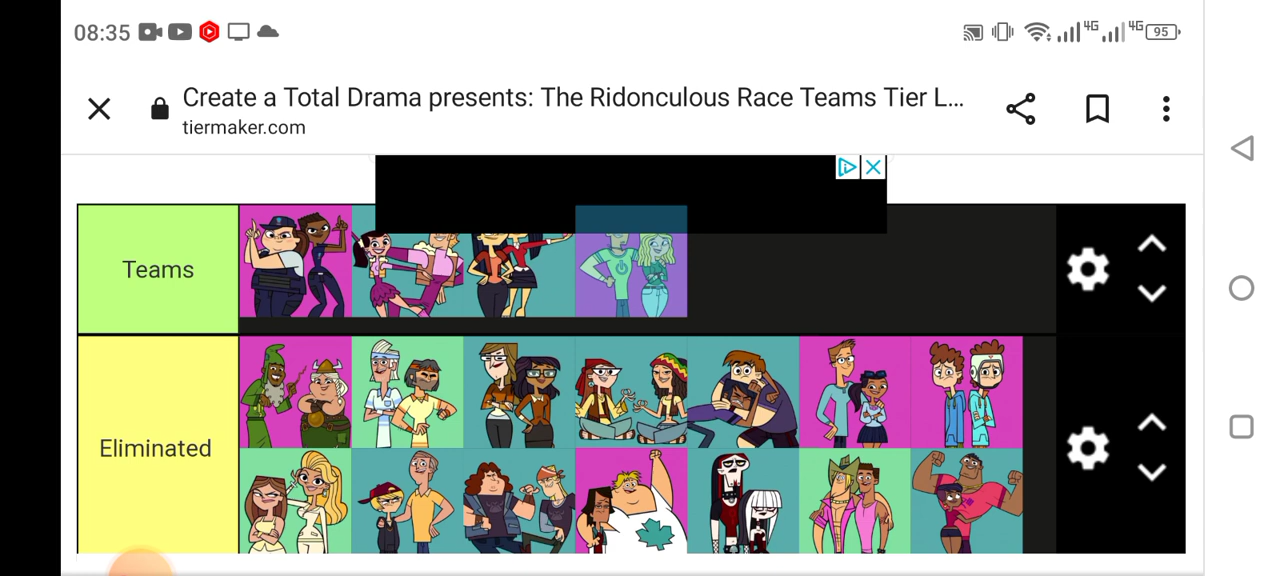 08:35
4G 4G 95
Create a Total Drama presents: The Ridonculous Race Teams Tier L...
tiermaker.com
Teams
Eliminated